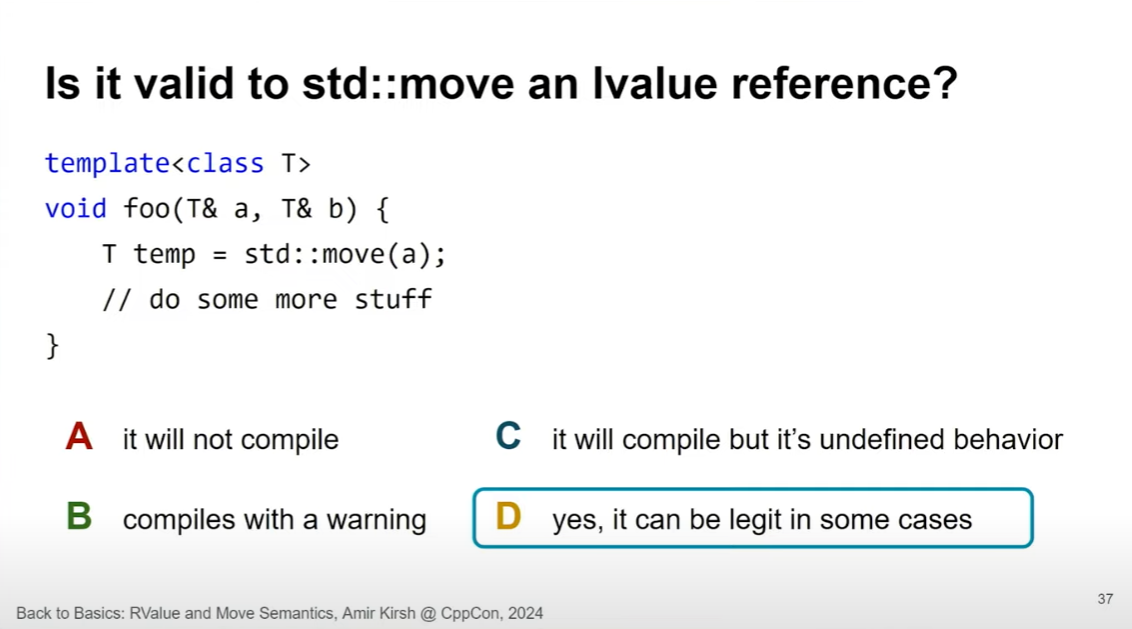 Is it valid to std::move an lvalue reference?
template<class T>
void foo(T& a, T& b) {
    T temp = std::move(a);
    // do some more stuff
}
A it will not compile
C it will compile but it’s undefined behavior
B compiles with a warning
D yes, it can be legit in some cases
37
Back to Basics: RValue and Move Semantics, Amir Kirsh @ CppCon, 2024